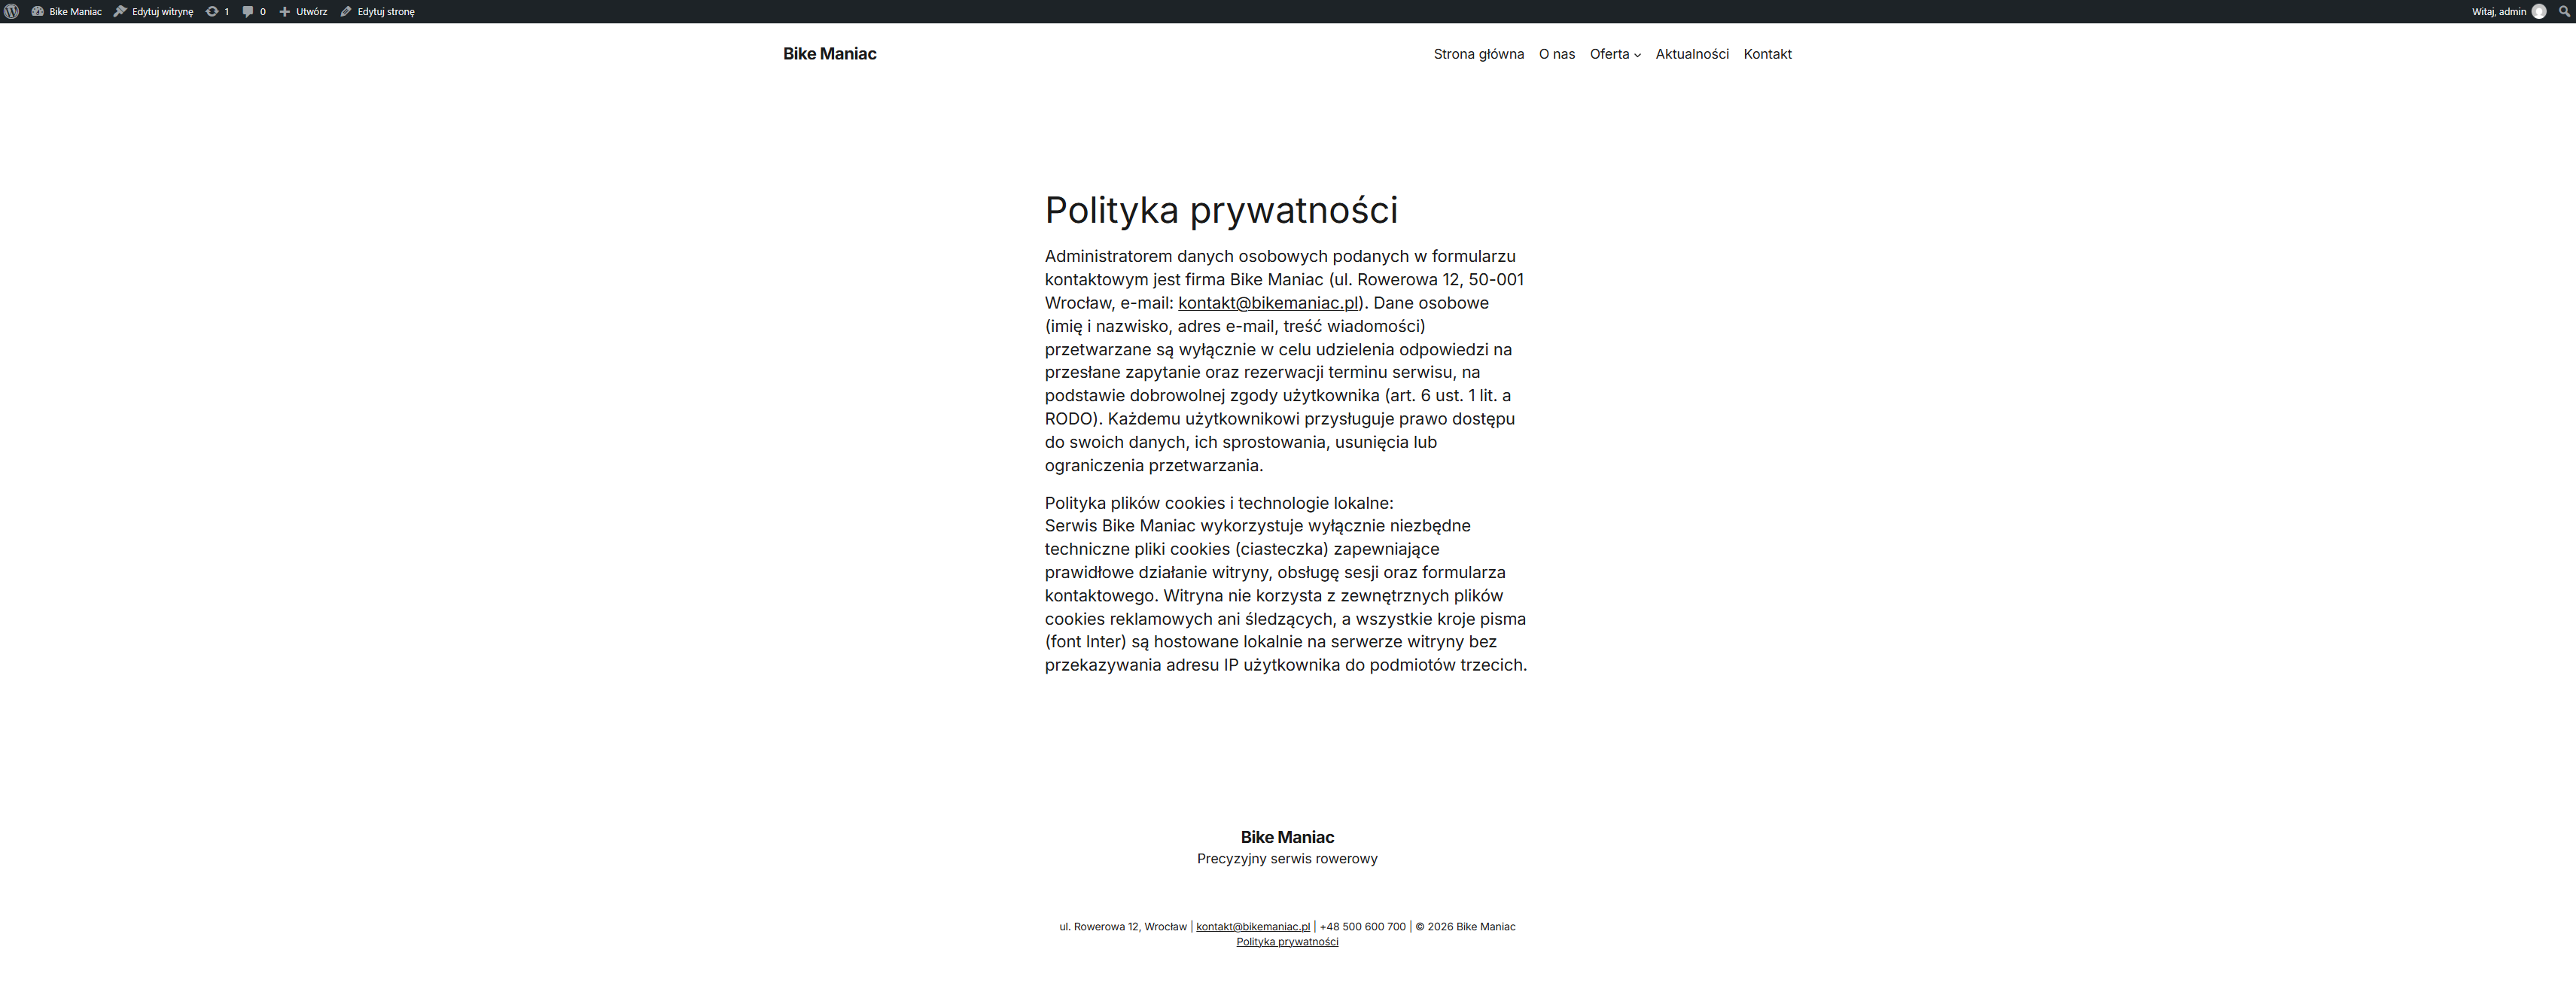 Bike Maniac Edytuj witrynę 1 0 Utwórz Edytuj stronę Witaj, admin
Bike Maniac Strona główna O nas Oferta Aktualności Kontakt
Polityka prywatności
Administratorem danych osobowych podanych w formularzu
kontaktowym jest firma Bike Maniac (ul. Rowerowa 12, 50-001
Wrocław, e-mail: kontakt@bikemaniac.pl). Dane osobowe
(imię i nazwisko, adres e-mail, treść wiadomości)
przetwarzane są wyłącznie w celu udzielenia odpowiedzi na
przesłane zapytanie oraz rezerwacji terminu serwisu, na
podstawie dobrowolnej zgody użytkownika (art. 6 ust. 1 lit. a
RODO). Każdemu użytkownikowi przysługuje prawo dostępu
do swoich danych, ich sprostowania, usunięcia lub
ograniczenia przetwarzania.
Polityka plików cookies i technologie lokalne:
Serwis Bike Maniac wykorzystuje wyłącznie niezbędne
techniczne pliki cookies (ciasteczka) zapewniające
prawidłowe działanie witryny, obsługę sesji oraz formularza
kontaktowego. Witryna nie korzysta z zewnętrznych plików
cookies reklamowych ani śledzących, a wszystkie kroje pisma
(font Inter) są hostowane lokalnie na serwerze witryny bez
przekazywania adresu IP użytkownika do podmiotów trzecich.
Bike Maniac
Precyzyjny serwis rowerowy
ul. Rowerowa 12, Wrocław | kontakt@bikemaniac.pl | +48 500 600 700 | © 2026 Bike Maniac
Polityka prywatności